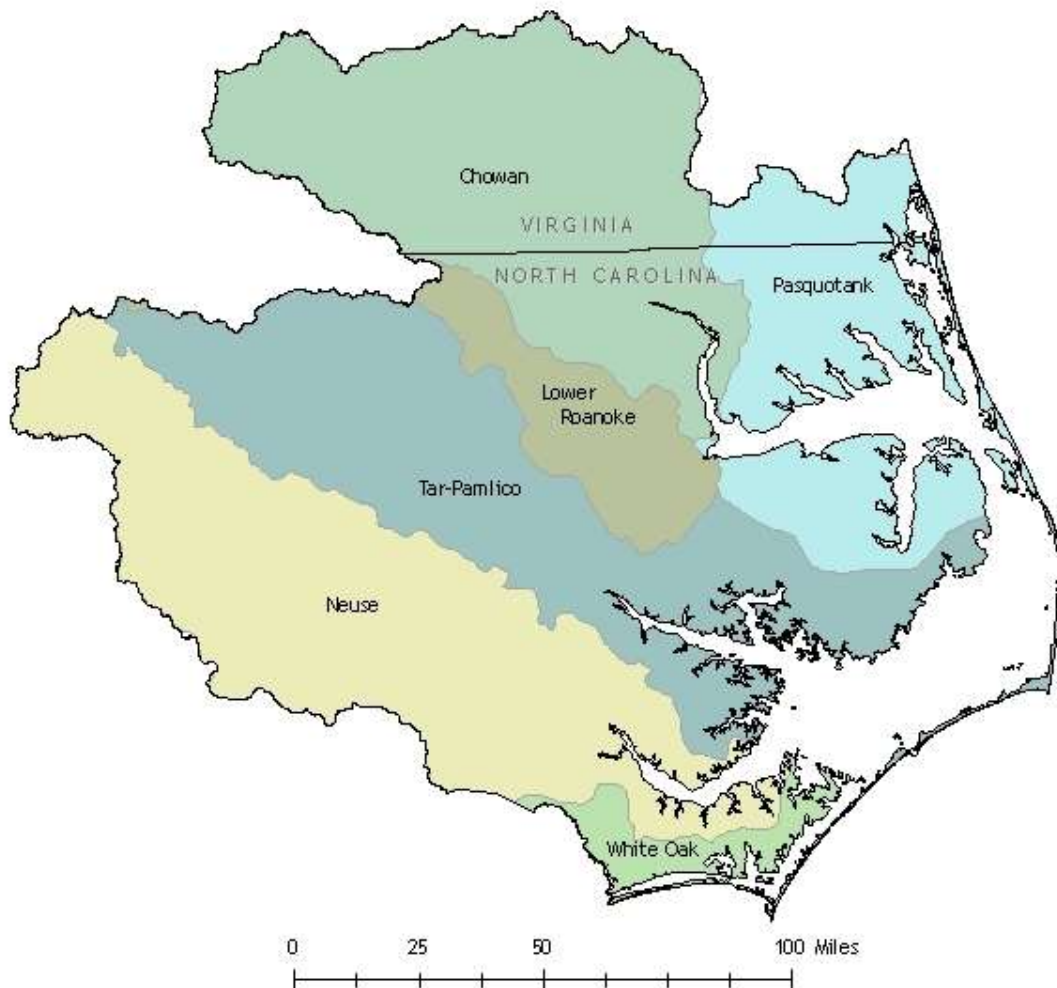 Chowan
VIRGINIA
NORTH CAROLINA
Pasquotank
Lower
Roanoke
Tar-Pamlico
Neuse
White Oak
0 25 50 100 Miles